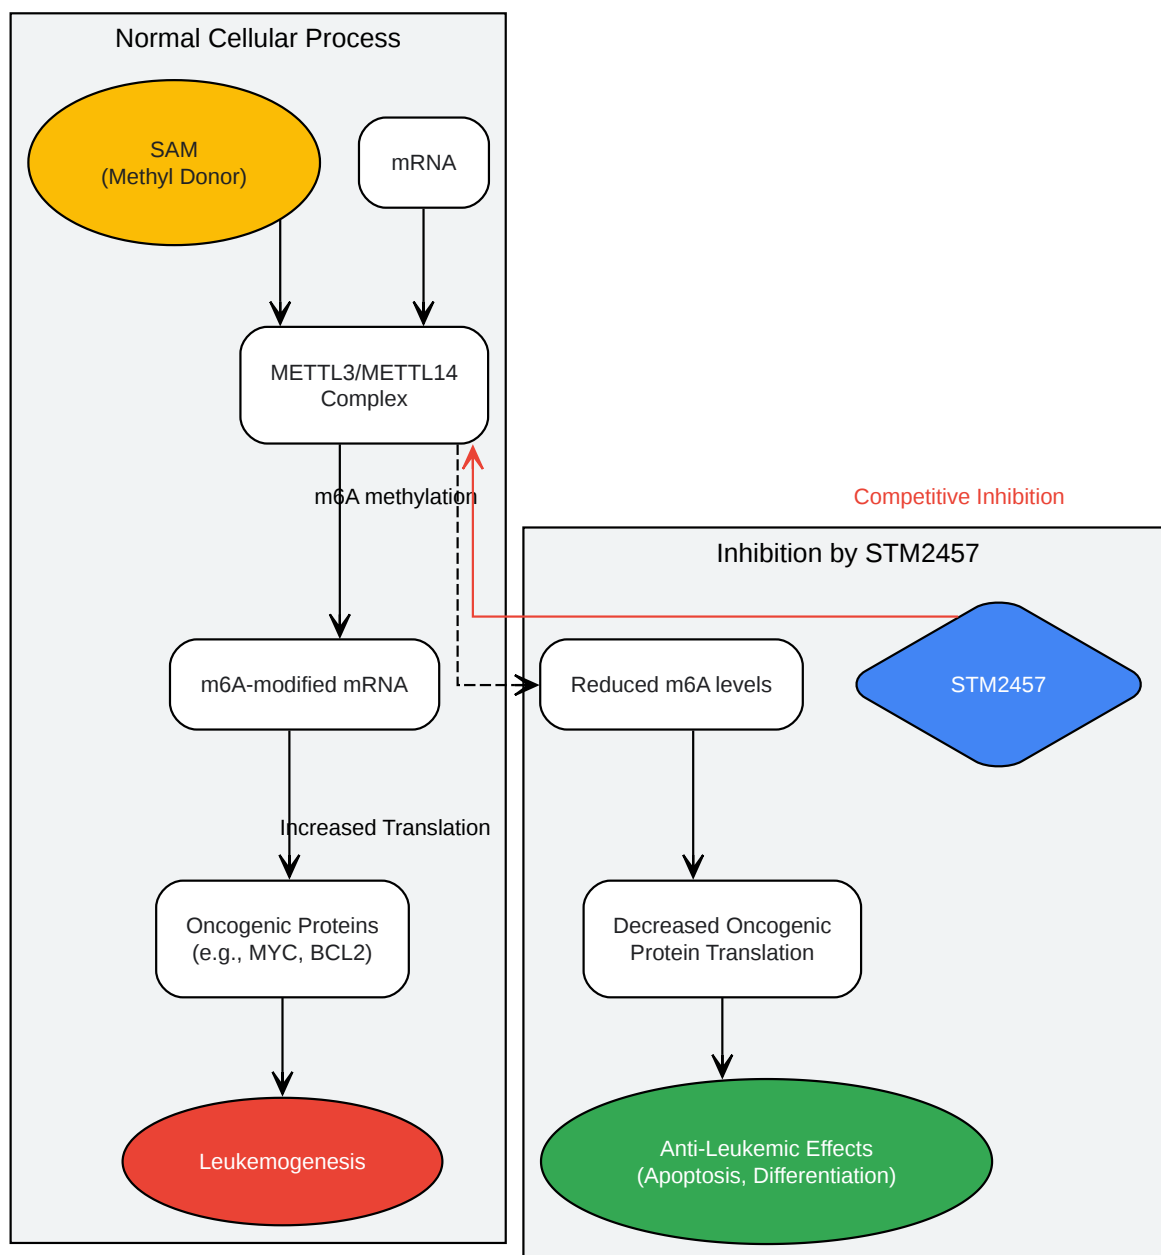 Normal Cellular Process
SAM
(Methyl Donor)
mRNA
METTL3/METTL14
Complex
m6A methylation
m6A-modified mRNA
Increased Translation
Oncogenic Proteins
(e.g., MYC, BCL2)
Leukemogenesis
Competitive Inhibition
Inhibition by STM2457
Reduced m6A levels
STM2457
Decreased Oncogenic
Protein Translation
Anti-Leukemic Effects
(Apoptosis, Differentiation)